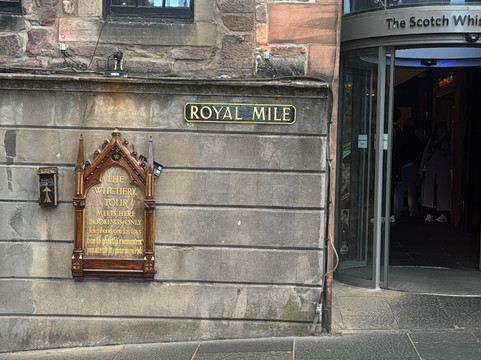 The Scotch Whis
ROYAL MILE
THE
WITCHERY
TOUR
MEETS HERE
BOOKINGS ONLY